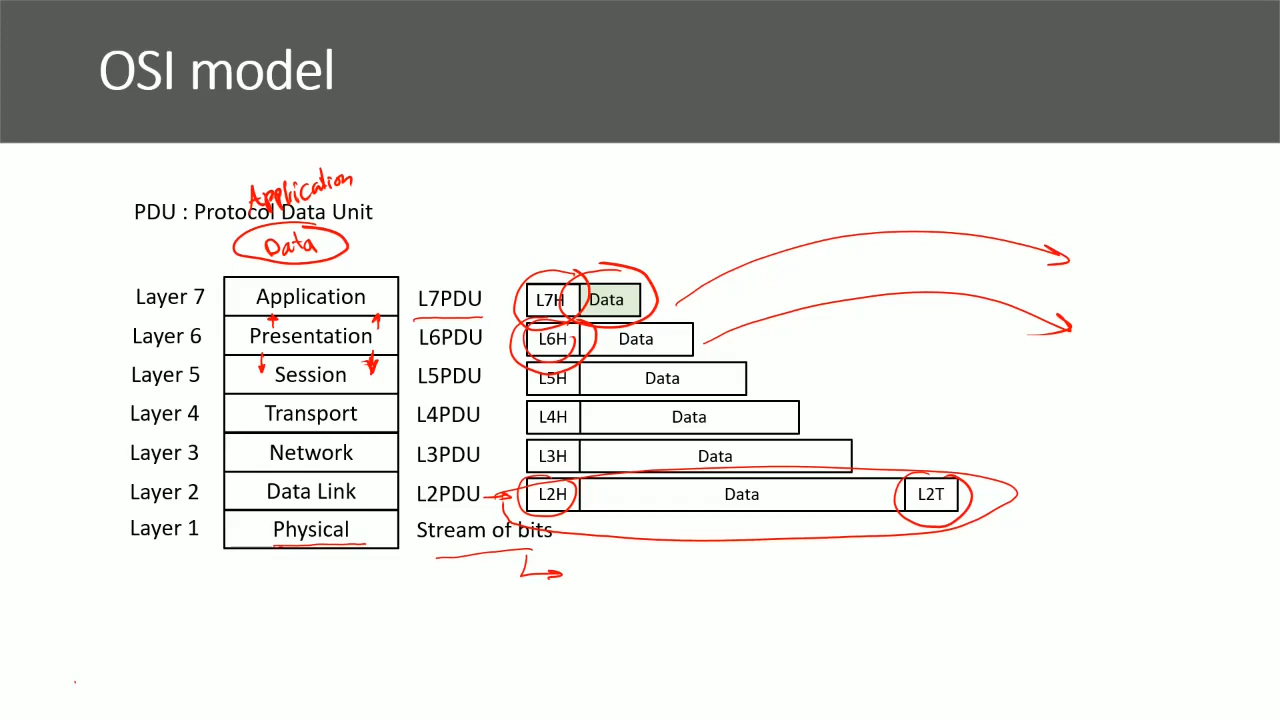 OSI model
Application
PDU : Protocol Data Unit
Data
Layer 7 Application L7PDU L7H Data
Layer 6 Presentation L6PDU L6H Data
Layer 5 Session L5PDU L5H Data
Layer 4 Transport L4PDU L4H Data
Layer 3 Network L3PDU L3H Data
Layer 2 Data Link L2PDU L2H Data L2T
Layer 1 Physical Stream of bits